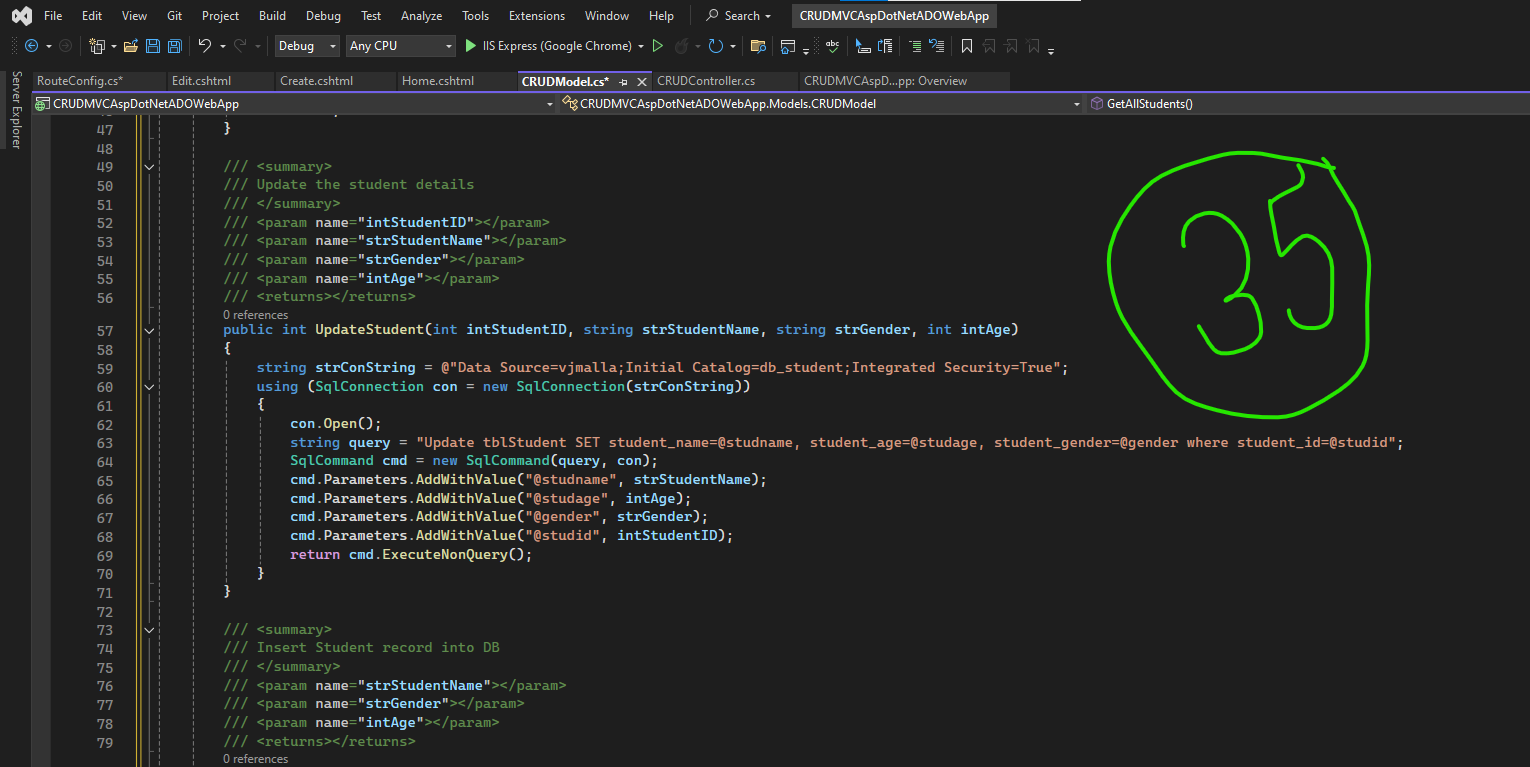 File Edit View Git Project Build Debug Test Analyze Tools Extensions Window Help Search CRUDMVCAspDotNetADOWebApp
Debug Any CPU IIS Express (Google Chrome)
Server Explorer
RouteConfig.cs* Edit.cshtml Create.cshtml Home.cshtml CRUDModel.cs* CRUDController.cs CRUDMVCAspD...pp: Overview
CRUDMVCAspDotNetADOWebApp CRUDMVCAspDotNetADOWebApp.Models.CRUDModel GetAllStudents()
47 }
48
49 /// <summary>
50 /// Update the student details
51 /// </summary>
52 /// <param name="intStudentID"></param>
53 /// <param name="strStudentName"></param>
54 /// <param name="strGender"></param>
55 /// <param name="intAge"></param>
56 /// <returns></returns>
0 references
57 public int UpdateStudent(int intStudentID, string strStudentName, string strGender, int intAge)
58 {
59 string strConString = @"Data Source=vjmalla;Initial Catalog=db_student;Integrated Security=True";
60 using (SqlConnection con = new SqlConnection(strConString))
61 {
62 con.Open();
63 string query = "Update tblStudent SET student_name=@studname, student_age=@studage, student_gender=@gender where student_id=@studid";
64 SqlCommand cmd = new SqlCommand(query, con);
65 cmd.Parameters.AddWithValue("@studname", strStudentName);
66 cmd.Parameters.AddWithValue("@studage", intAge);
67 cmd.Parameters.AddWithValue("@gender", strGender);
68 cmd.Parameters.AddWithValue("@studid", intStudentID);
69 return cmd.ExecuteNonQuery();
70 }
71 }
72
73 /// <summary>
74 /// Insert Student record into DB
75 /// </summary>
76 /// <param name="strStudentName"></param>
77 /// <param name="strGender"></param>
78 /// <param name="intAge"></param>
79 /// <returns></returns>
0 references
35